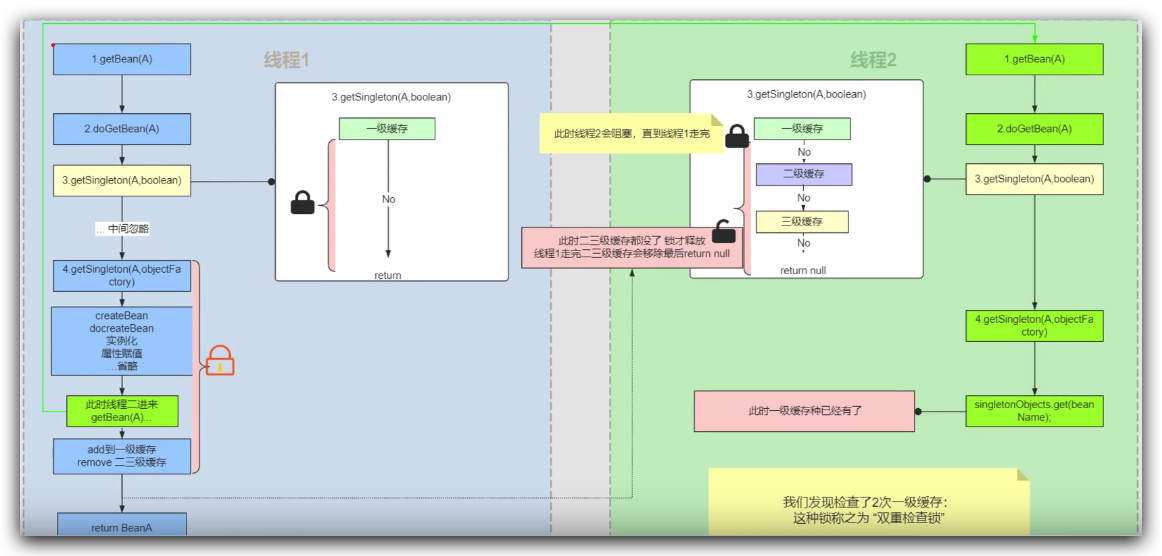 线程1
1.getBean(A)
2.doGetBean(A)
3.getSingleton(A,boolean)
... 中间忽略
4.getSingleton(A,objectFa
ctory)
createBean
docreateBean
实例化
属性赋值
....省略
此时线程二进来
getBean(A)...
add到一级缓存
remove 二三级缓存
return BeanA
3.getSingleton(A,boolean)
一级缓存
No
return
线程2
此时线程2会阻塞，直到线程1走完
3.getSingleton(A,boolean)
一级缓存
No
二级缓存
No
三级缓存
No
return null
此时二三级缓存都没了 锁才释放
线程1走完二三级缓存会移除最后return null
1.getBean(A)
2.doGetBean(A)
3.getSingleton(A,boolean)
4.getSingleton(A,objectFa
ctory)
singletonObjects.get(bean
Name);
此时一级缓存种已经有了
我们发现检查了2次一级缓存：
这种锁称之为 “双重检查锁”